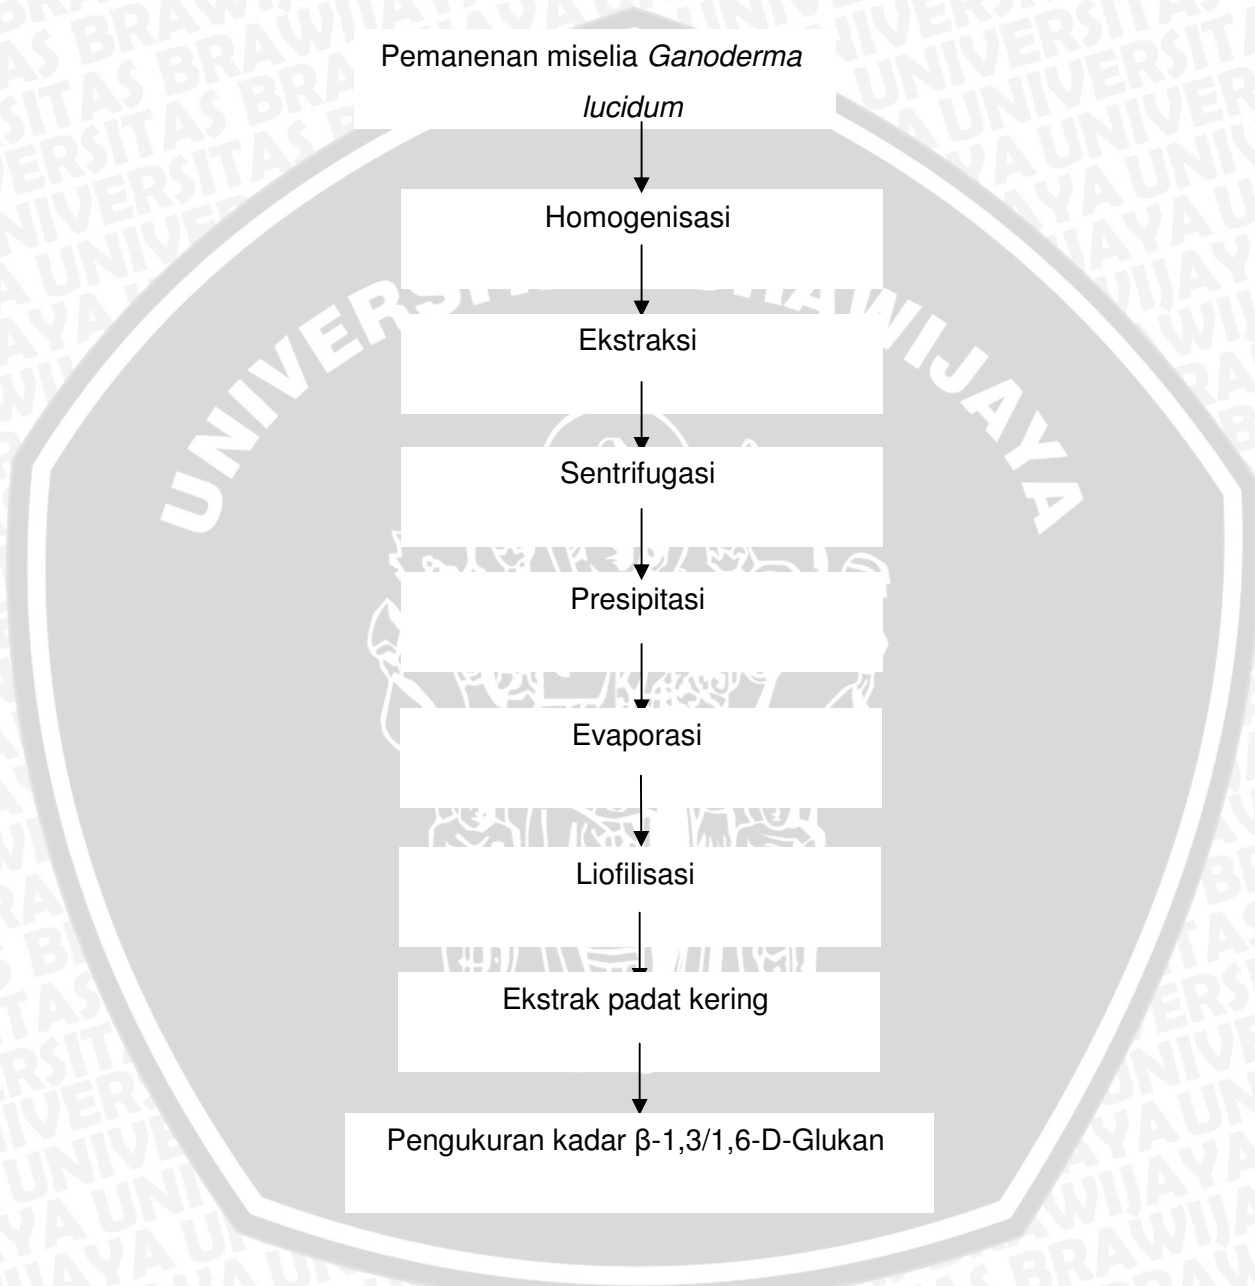 Pemanenan miselia Ganoderma
lucidum
Homogenisasi
Ekstraksi
Sentrifugasi
Presipitasi
Evaporasi
Liofilisasi
Ekstrak padat kering
Pengukuran kadar β-1,3/1,6-D-Glukan